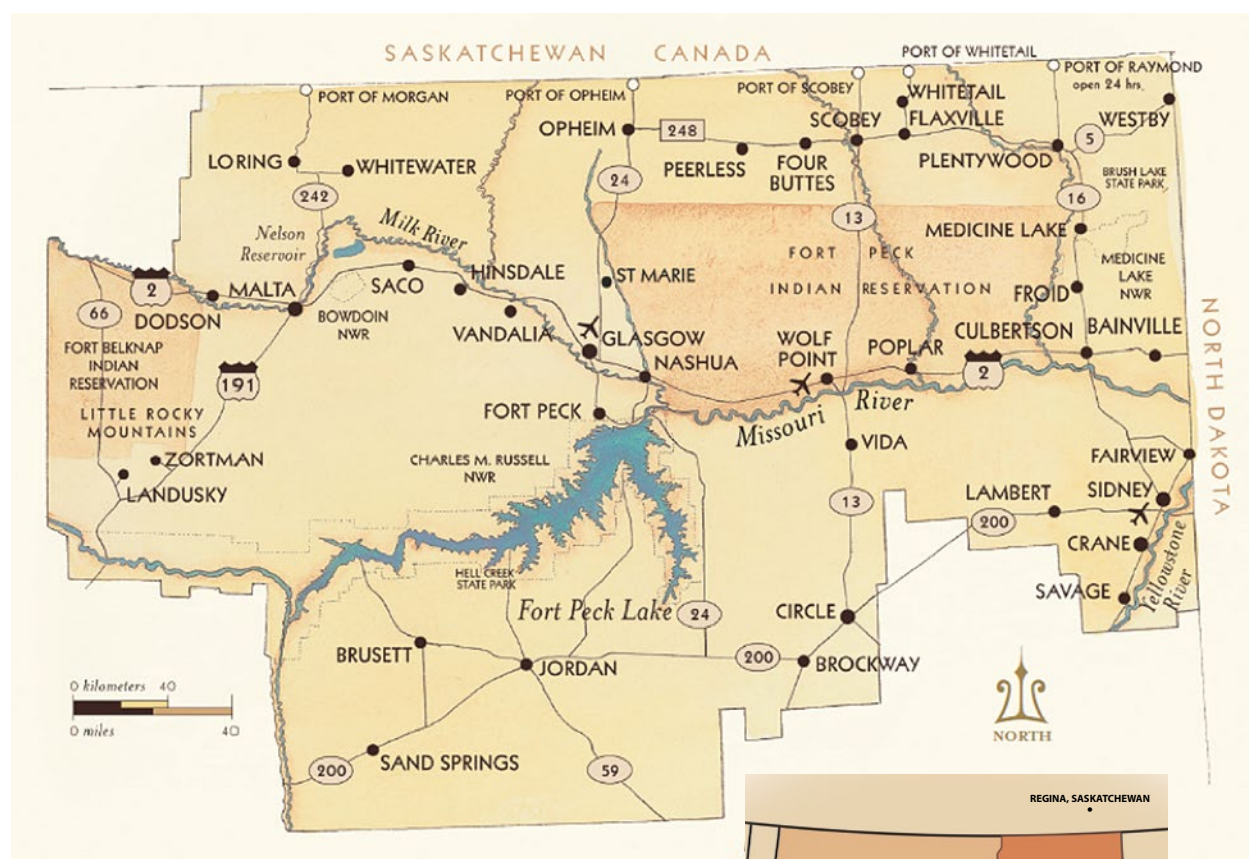 SASKATCHEWAN CANADA
PORT OF WHITETAIL
PORT OF MORGAN
PORT OF OPHEIM
PORT OF SCOBEY
PORT OF RAYMOND
open 24 hrs.
WHITETAIL
WESTBY
OPHEIM
248
SCOBEY
FLAXVILLE
5
LORING
WHITEWATER
PEERLESS
FOUR
BUTTES
PLENTYWOOD
24
BRUSH LAKE
STATE PARK
242
16
13
Nelson
Reservoir
Milk River
MEDICINE LAKE
FORT PECK
INDIAN RESERVATION
MEDICINE
LAKE
NWR
HINSDALE
ST MARIE
2
MALTA
SACO
FROID
DODSON
66
BOWDOIN
NWR
VANDALIA
GLASGOW
NASHUA
WOLF
POINT
POPLAR
CULBERTSON
BAINVILLE
NORTH DAKOTA
FORT BELKNAP
INDIAN
RESERVATION
191
2
LITTLE ROCKY
MOUNTAINS
FORT PECK
Missouri River
VIDA
ZORTMAN
LANDUSKY
CHARLES M. RUSSELL
NWR
FAIRVIEW
LAMBERT
SIDNEY
13
200
CRANE
HELL CREEK
STATE PARK
SAVAGE
Yellowstone
River
Fort Peck Lake
24
CIRCLE
BRUSETT
JORDAN
200
BROCKWAY
0 kilometers 40
0 miles 40
NORTH
200
SAND SPRINGS
59
REGINA, SASKATCHEWAN